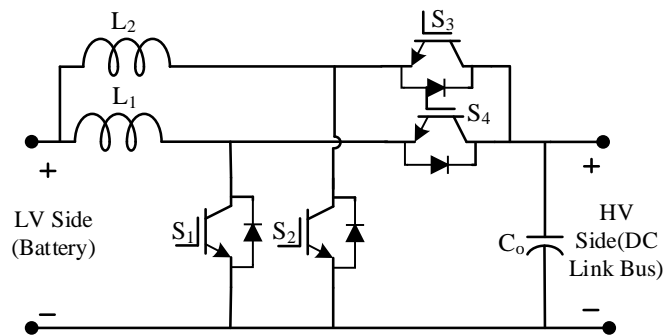 L₂
S₃
L₁
S₄
+
+
LV Side
(Battery)
S₁
S₂
Cₒ
HV
Side(DC
Link Bus)
−
−